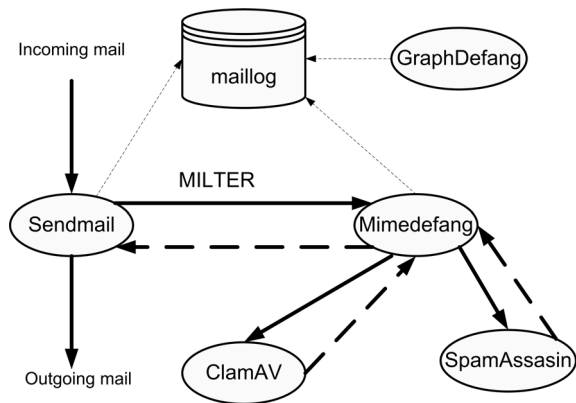 Incoming mail
maillog
GraphDefang
MILTER
Sendmail
Mimedefang
ClamAV
SpamAssasin
Outgoing mail